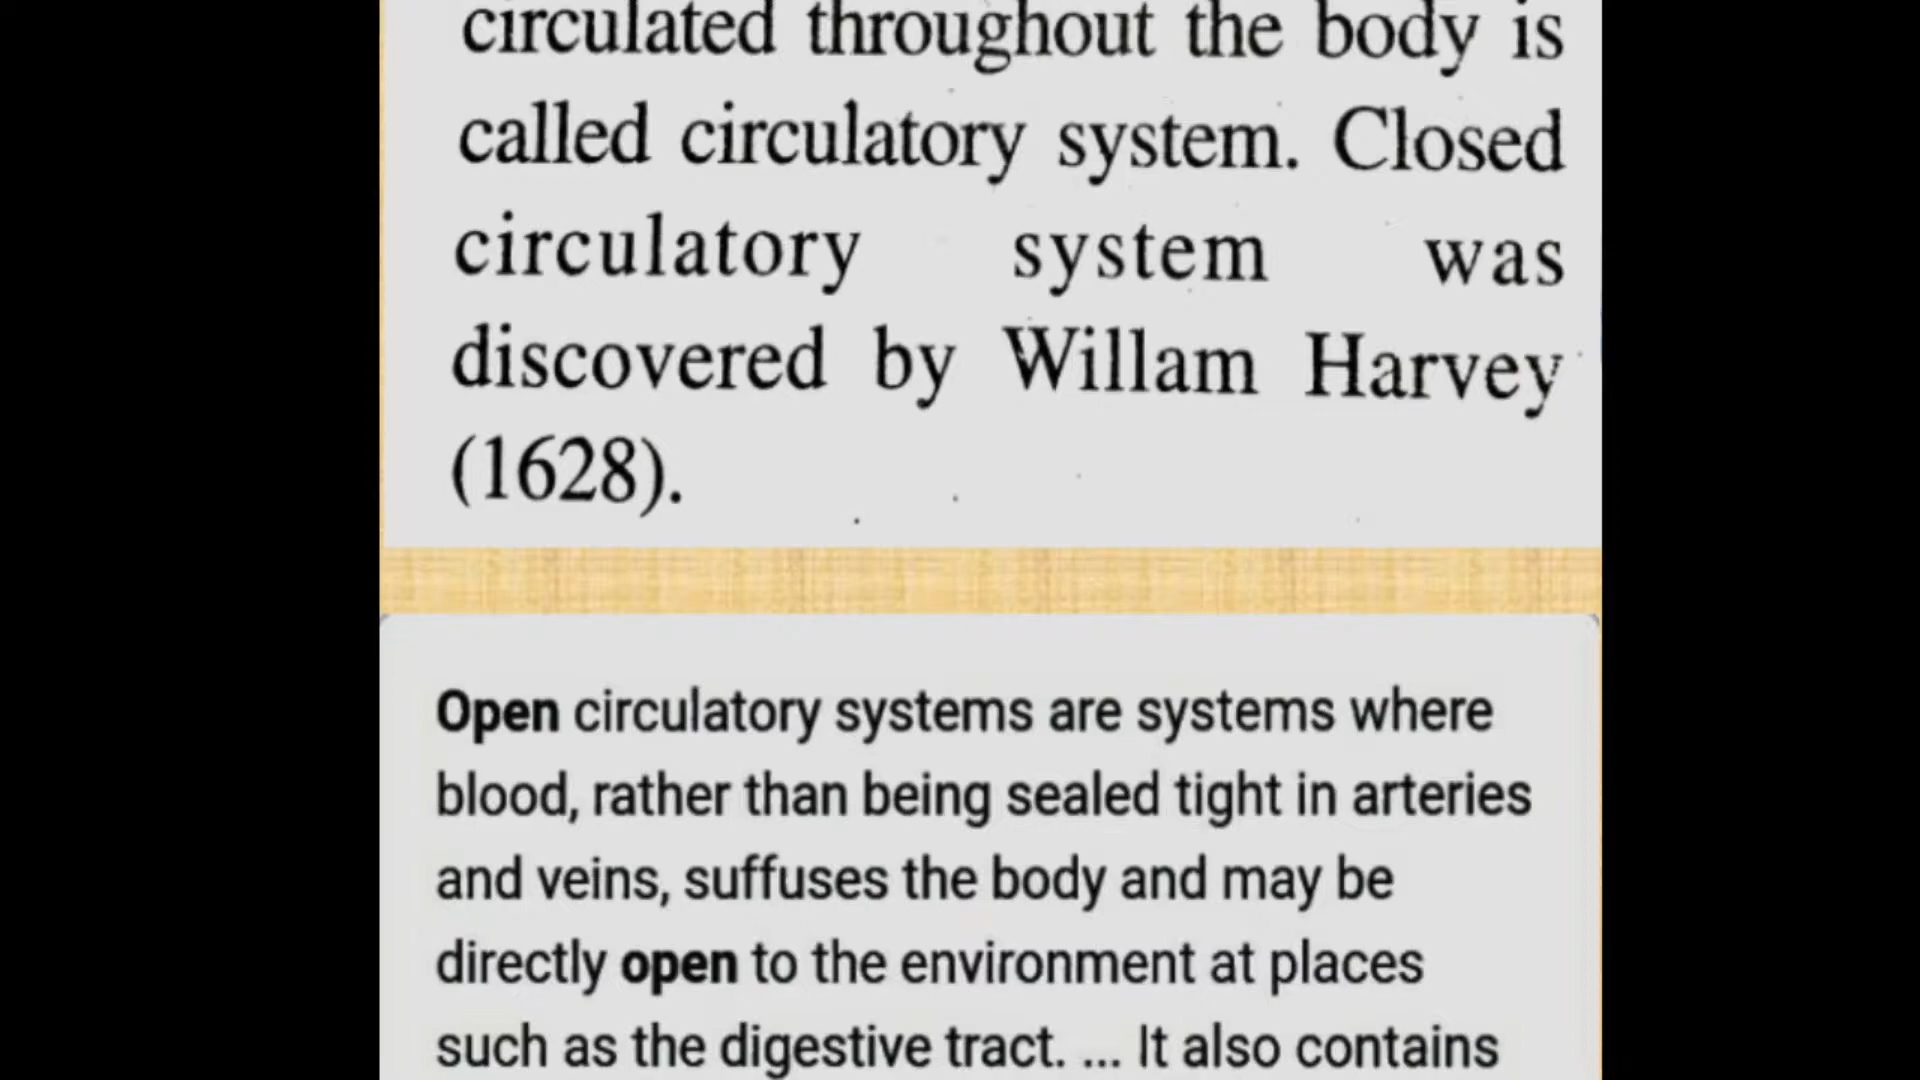 circulated throughout the body is
called circulatory system. Closed
circulatory system was
discovered by Willam Harvey
(1628).
Open circulatory systems are systems where
blood, rather than being sealed tight in arteries
and veins, suffuses the body and may be
directly open to the environment at places
such as the digestive tract. ... It also contains